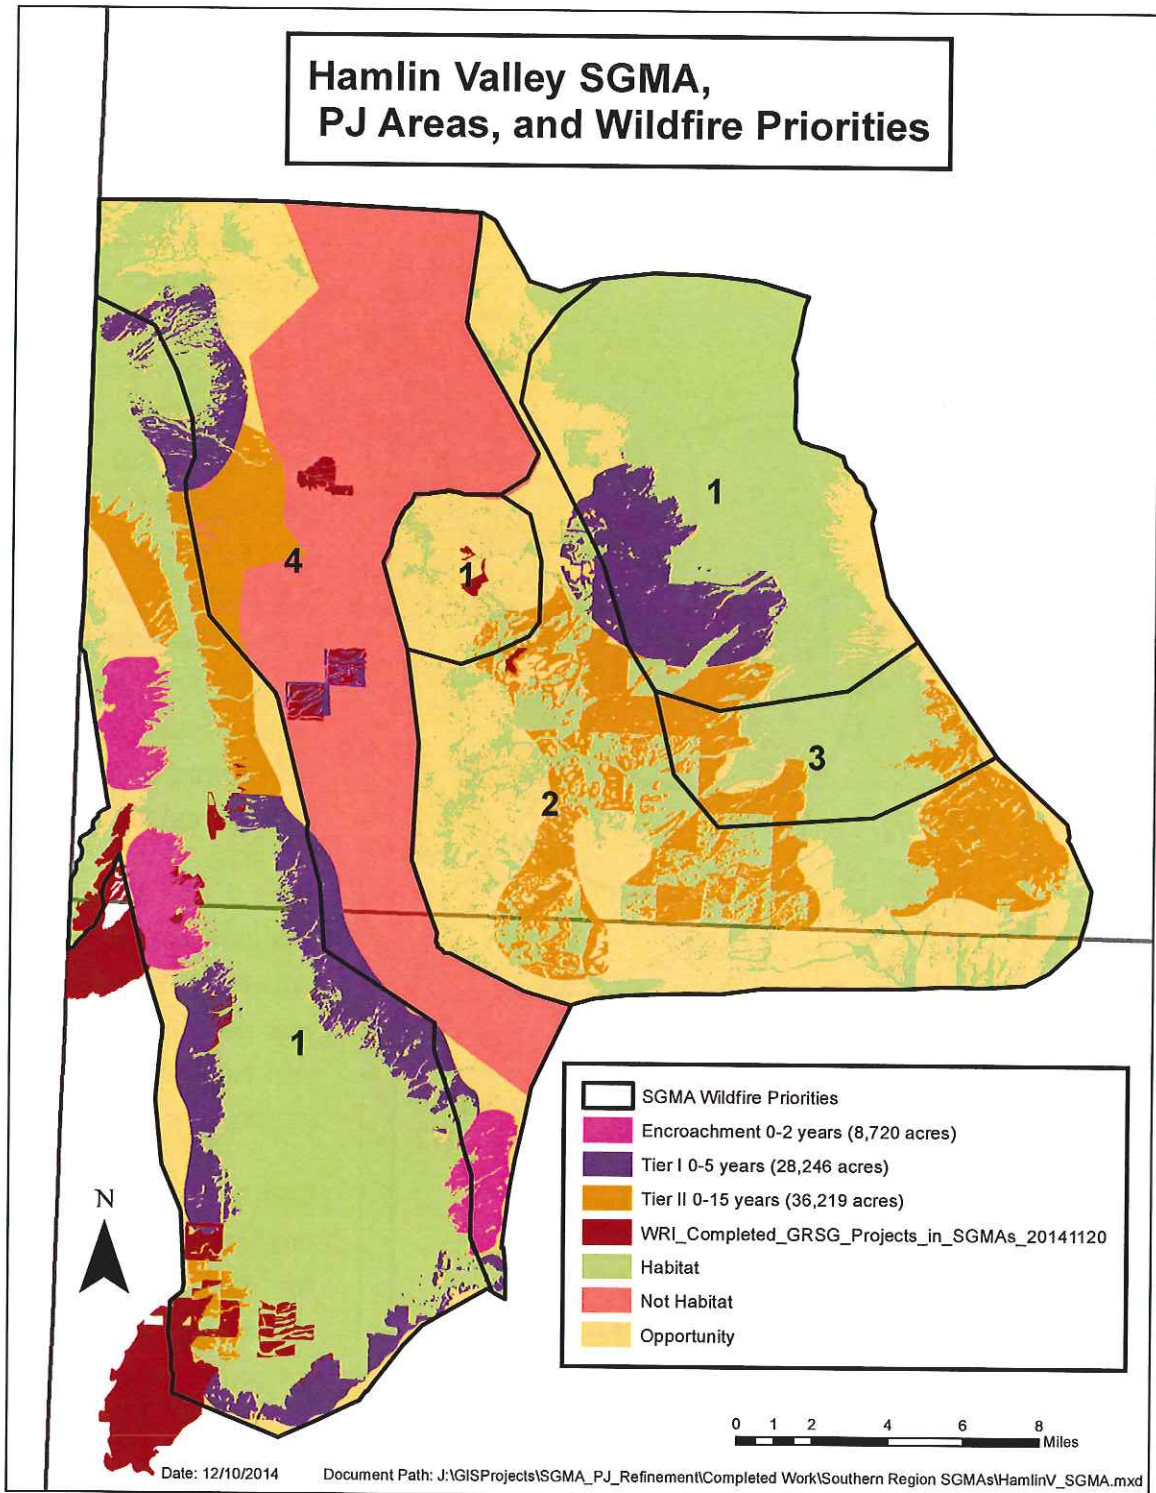 Hamlin Valley SGMA,
PJ Areas, and Wildfire Priorities
1
4
1
3
2
1
SGMA Wildfire Priorities
Encroachment 0-2 years (8,720 acres)
Tier I 0-5 years (28,246 acres)
Tier II 0-15 years (36,219 acres)
WRI_Completed_GRSG_Projects_in_SGMAs_20141120
Habitat
Not Habitat
Opportunity
N
0 1 2 4 6 8
Miles
Date: 12/10/2014 Document Path: J:\GISProjects\SGMA_PJ_Refinement\Completed Work\Southern Region SGMAs\HamlinV_SGMA.mxd